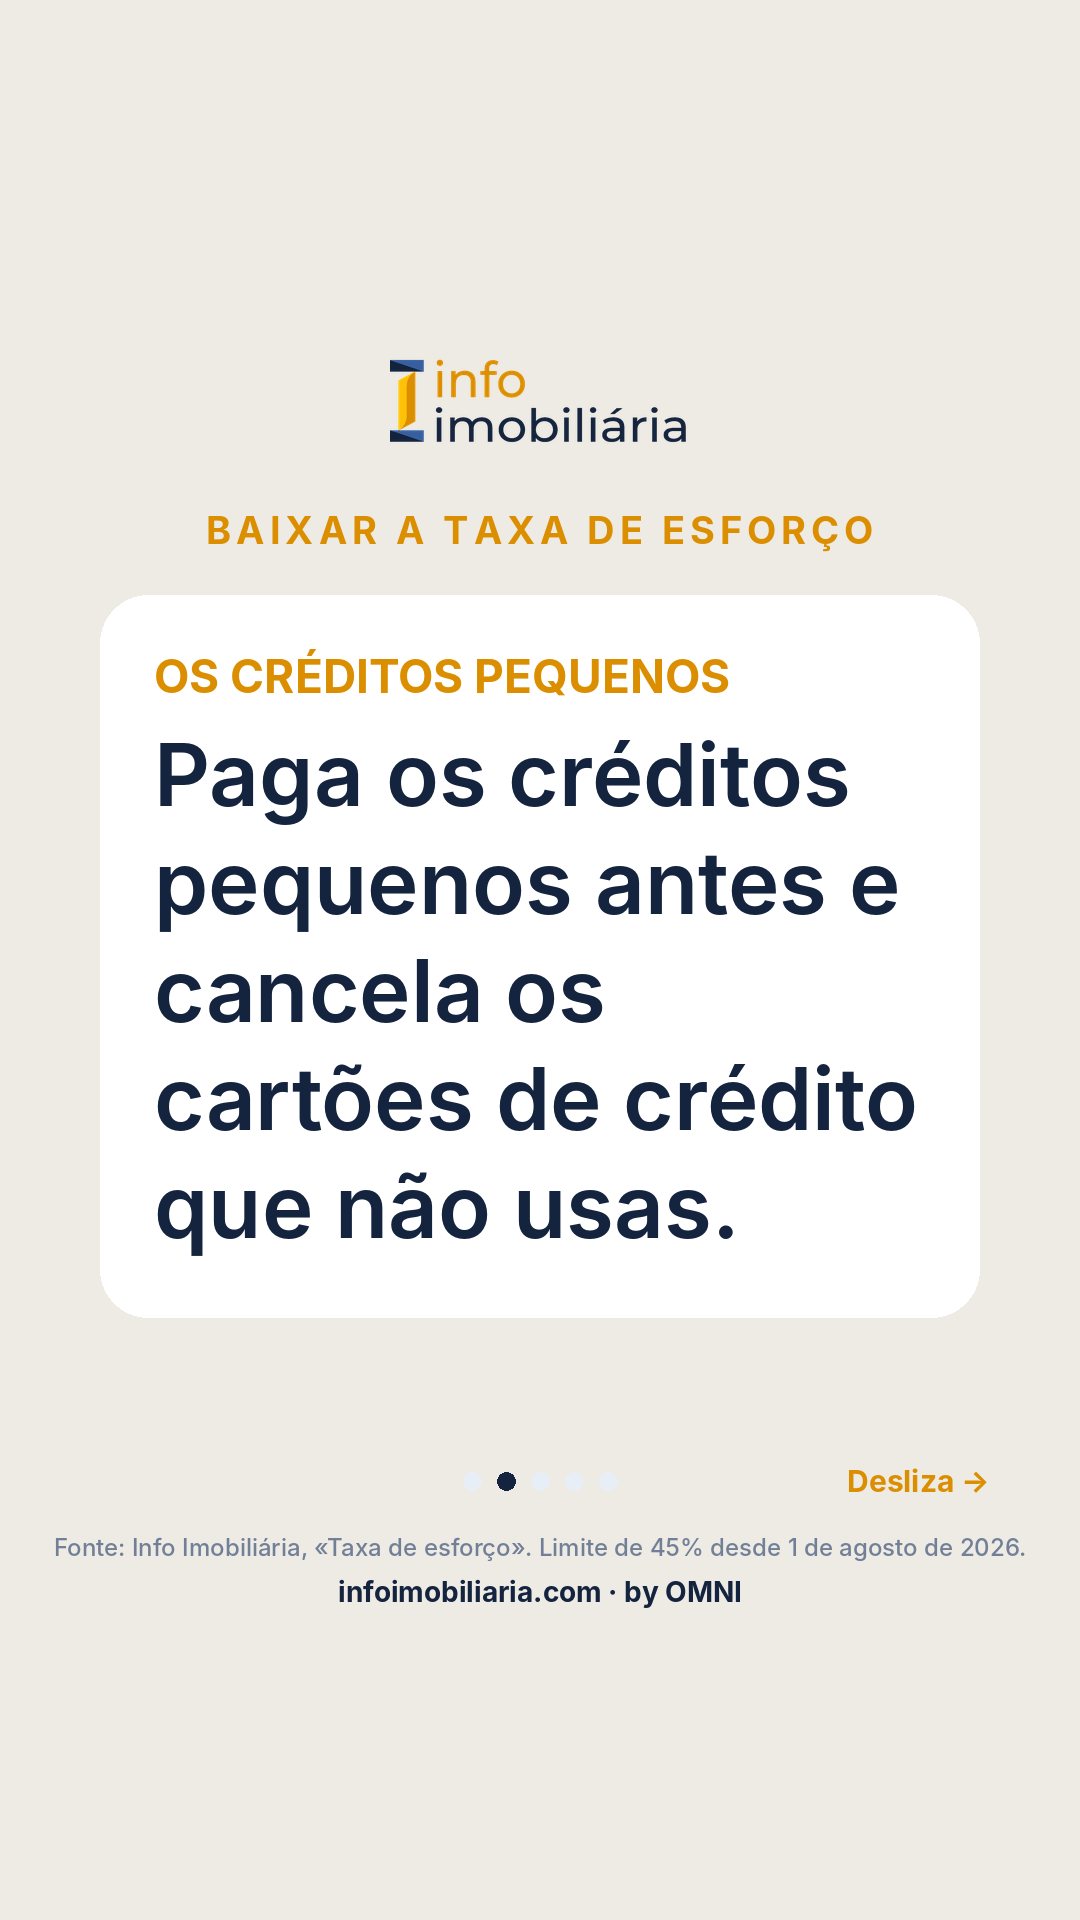 info
imobiliária
BAIXAR A TAXA DE ESFORÇO
OS CRÉDITOS PEQUENOS
Paga os créditos
pequenos antes e
cancela os
cartões de crédito
que não usas.
Desliza →
Fonte: Info Imobiliária, «Taxa de esforço». Limite de 45% desde 1 de agosto de 2026.
infoimobiliaria.com · by OMNI